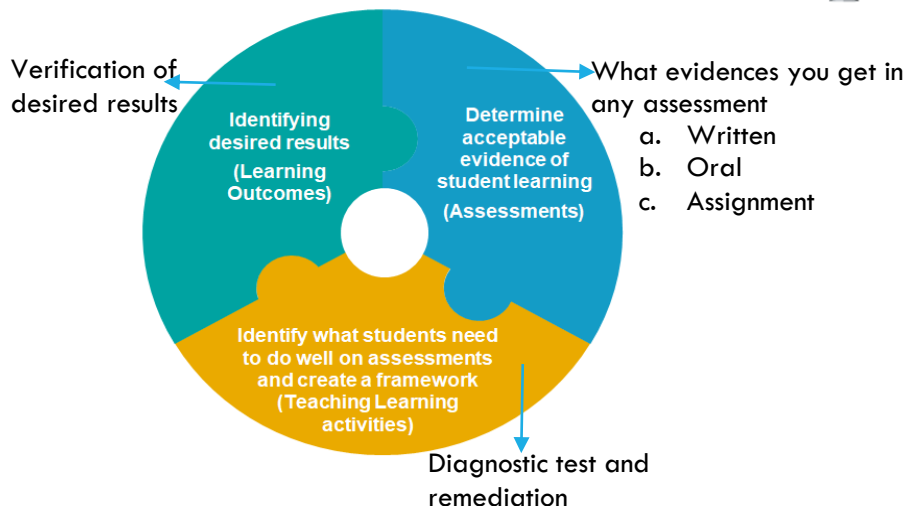 Verification of
desired results
Identifying
desired results
(Learning
Outcomes)
Determine
acceptable
evidence of
student learning
(Assessments)
What evidences you get in
any assessment
a. Written
b. Oral
c. Assignment
Identify what students need
to do well on assessments
and create a framework
(Teaching Learning
activities)
Diagnostic test and
remediation